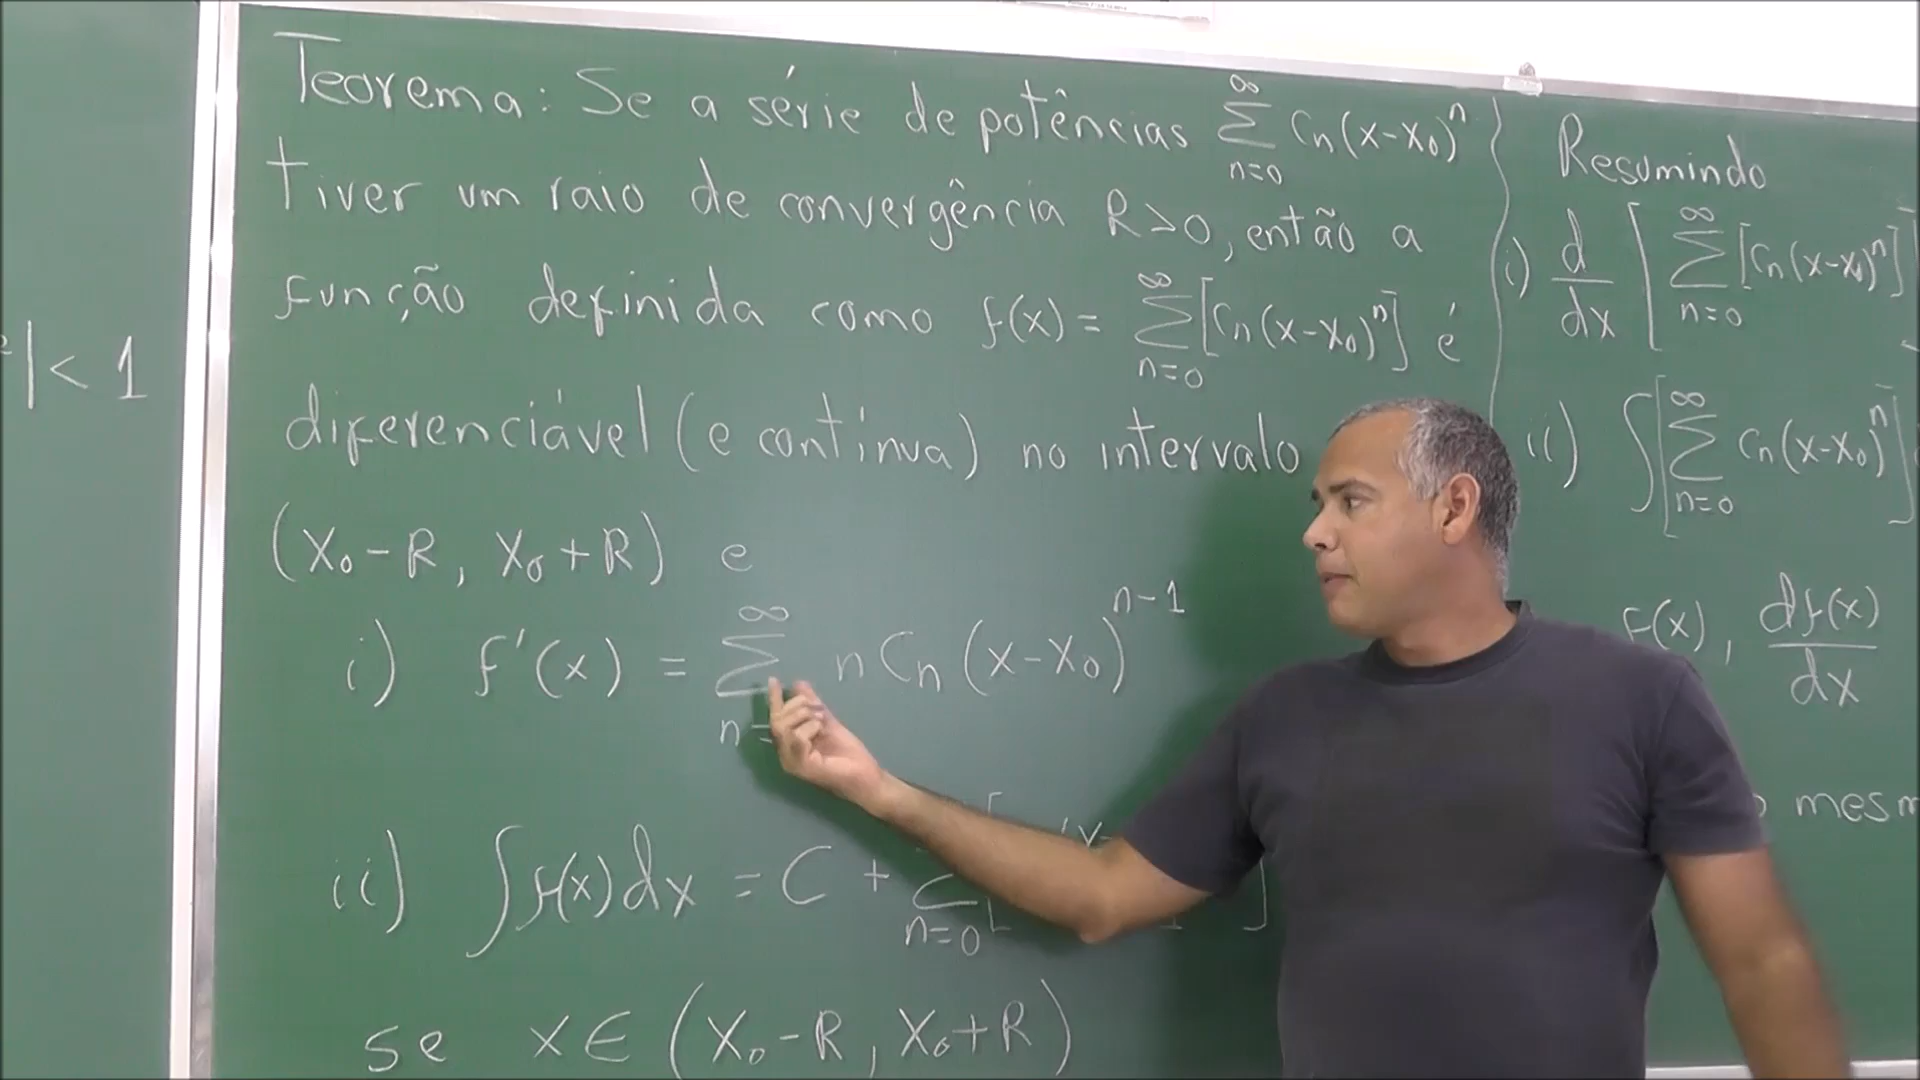 | < 1
Teorema: Se a série de potências ∑_{n=0}^{∞} Cn(x-x₀)ⁿ
tiver um raio de convergência R>0, então a
função definida como f(x) = ∑_{n=0}^{∞} [Cn(x-x₀)ⁿ] é
diferenciável (e contínua) no intervalo
(x₀-R, x₀+R) e
i) f'(x) = ∑_{n=}^{∞} n Cn (x-x₀)^{n-1}
ii) ∫f(x)dx = C + ∑_{n=0} [ ]
se x∈(x₀-R, x₀+R)
Resumindo
i) d/dx [∑_{n=0}^{∞} [Cn(x-x₀)ⁿ]]
ii) ∫[∑_{n=0}^{∞} Cn(x-x₀)ⁿ]
f(x), df(x)/dx